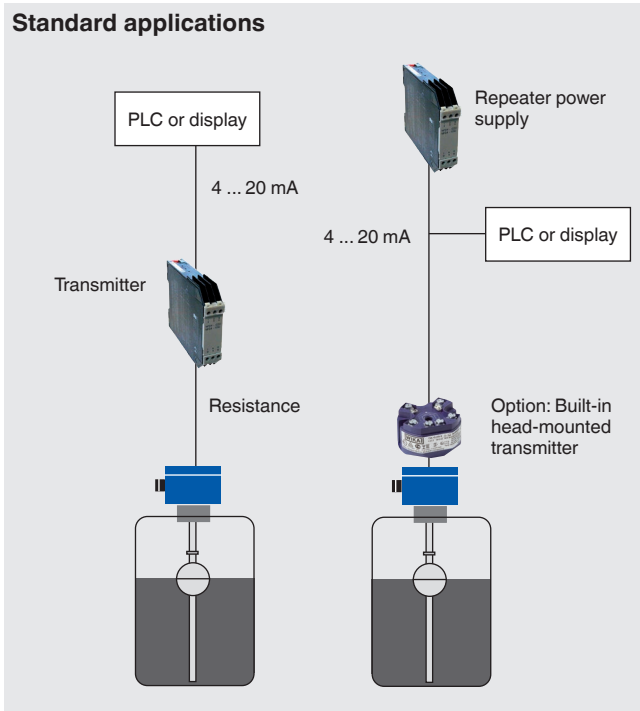 Standard applications
PLC or display
4 ... 20 mA
Transmitter
Resistance
Repeater power
supply
4 ... 20 mA
PLC or display
Option: Built-in
head-mounted
transmitter
WIKA